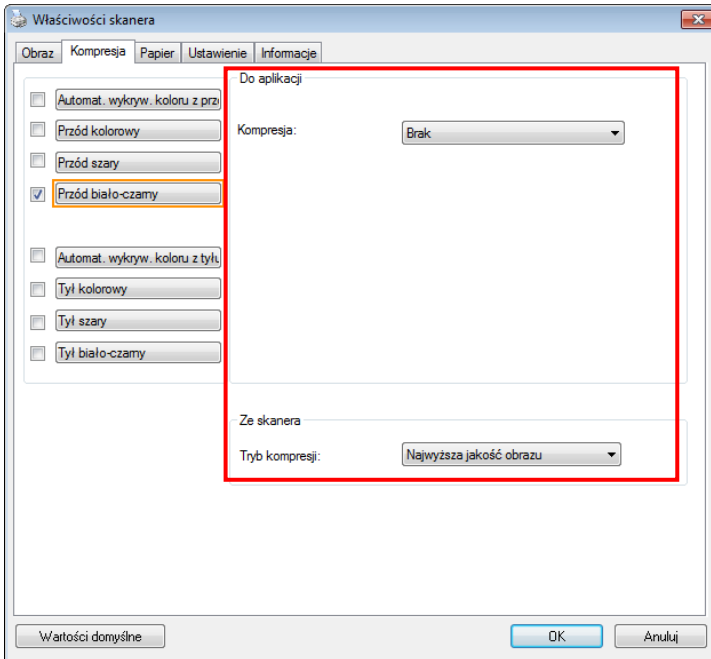 Właściwości skanera
Obraz Kompresja Papier Ustawienie Informacje
Do aplikacji
Automat. wykryw. koloru z prz
Przód kolorowy
Kompresja: Brak
Przód szary
Przód biało-czarny
Automat. wykryw. koloru z tyłu
Tył kolorowy
Tył szary
Tył biało-czarny
Ze skanera
Tryb kompresji: Najwyższa jakość obrazu
Wartości domyślne OK Anuluj